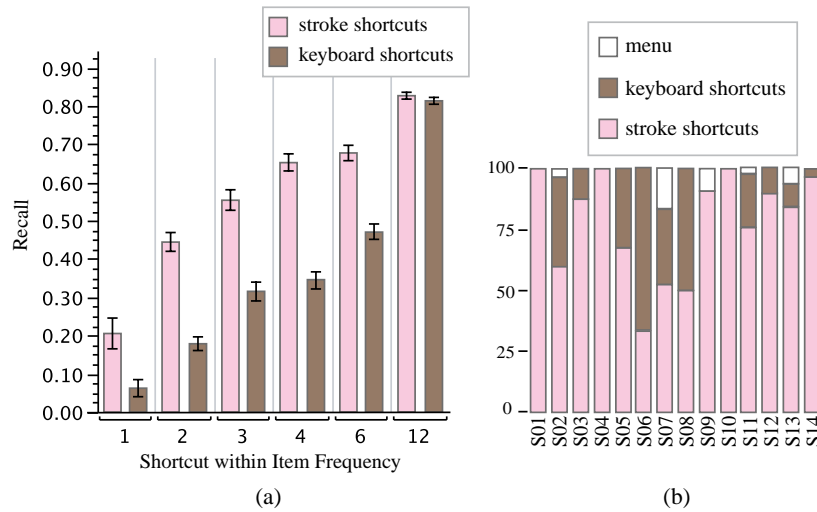 stroke shortcuts
keyboard shortcuts
0.90
0.80
0.70
0.60
0.50
0.40
0.30
0.20
0.10
0.00
Recall
1 2 3 4 6 12
Shortcut within Item Frequency
(a)
menu
keyboard shortcuts
stroke shortcuts
100
75
50
25
0
S01 S02 S03 S04 S05 S06 S07 S08 S09 S10 S11 S12 S13 S14
(b)